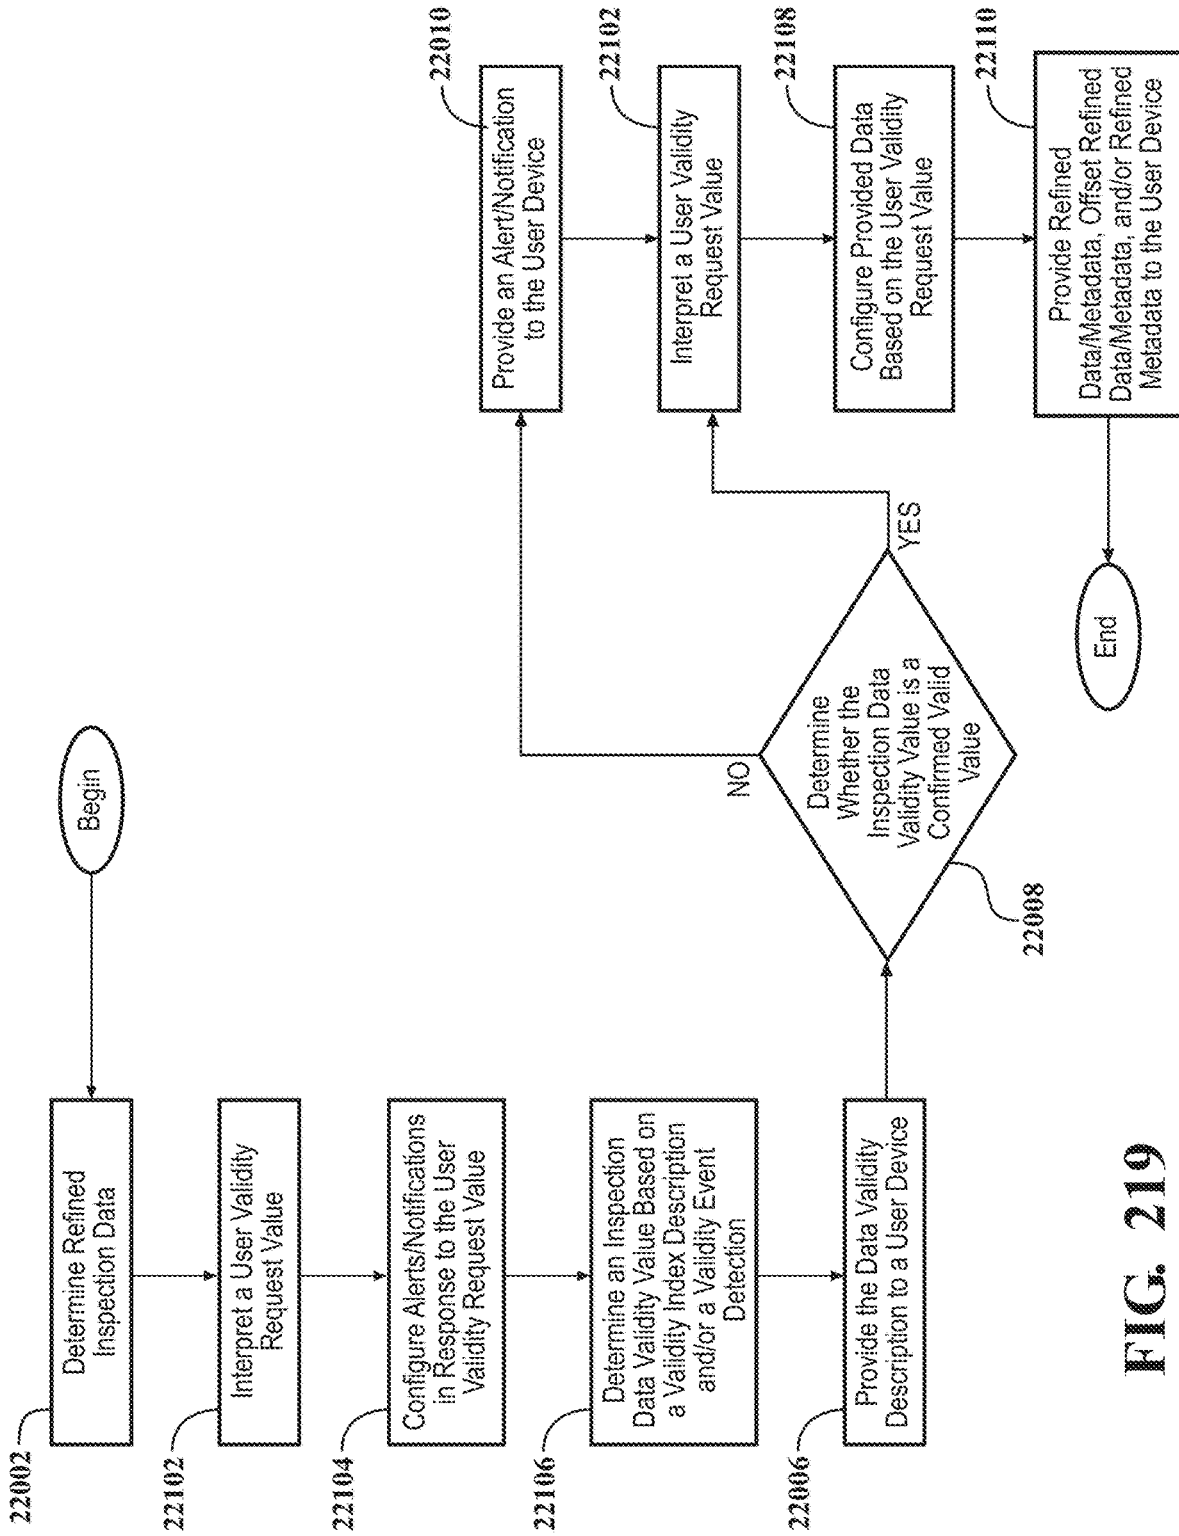 Begin
22002
Determine Refined
Inspection Data
22102
Interpret a User Validity
Request Value
22104
Configure Alerts/Notifications
in Response to the User
Validity Request Value
22106
Determine an Inspection
Data Validity Value Based on
a Validity Index Description
and/or a Validity Event
Detection
22006
Provide the Data Validity
Description to a User Device
22008
Determine
Whether the
Inspection Data
Validity Value is a
Confirmed Valid
Value
NO
YES
22010
Provide an Alert/Notification
to the User Device
22102
Interpret a User Validity
Request Value
22108
Configure Provided Data
Based on the User Validity
Request Value
22110
Provide Refined
Data/Metadata, Offset Refined
Data/Metadata, and/or Refined
Metadata to the User Device
End
FIG. 219